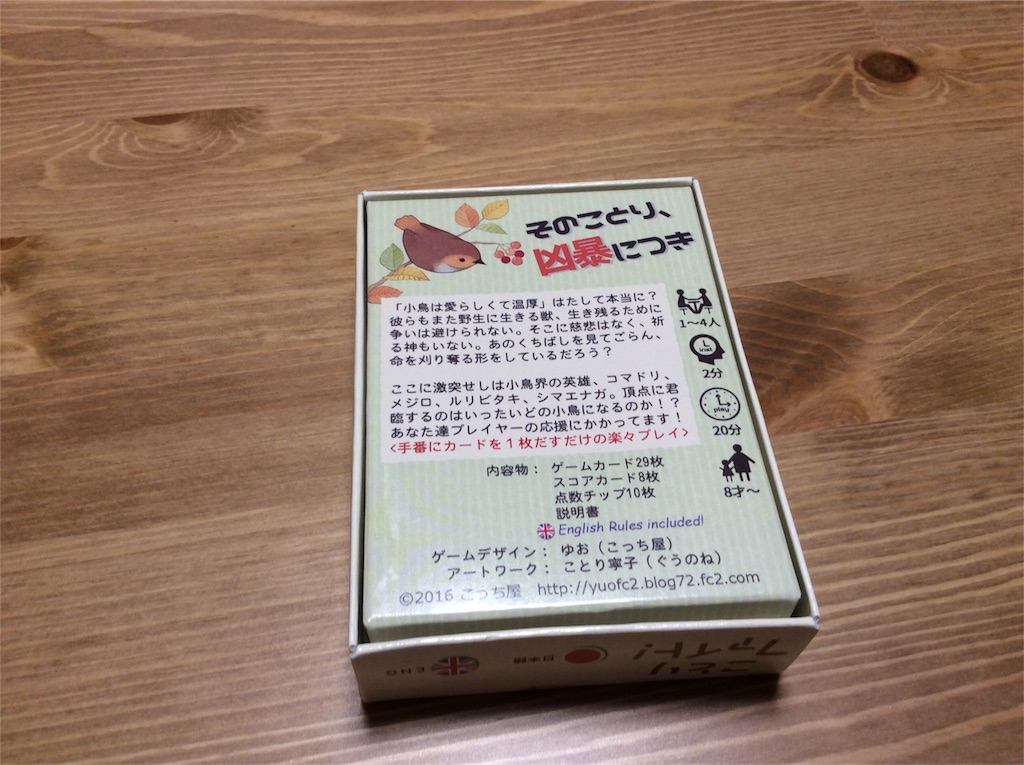 そのことり、
凶暴につき
「小鳥は愛らしくて温厚」はたして本当に？
彼らもまた野生に生きる獣、生き残るために
争いは避けられない。そこに慈悲はなく、祈
る神もいない。あのくちばしを見てごらん、
命を刈り奪る形をしているだろう？
ここに激突せしは小鳥界の英雄、コマドリ、
メジロ、ルリビタキ、シマエナガ。頂点に君
臨するのはいったいどの小鳥になるのか！？
あなた達プレイヤーの応援にかかってます！
<手番にカードを１枚だすだけの楽々プレイ>
1～4人
inst
2分
play
20分
8才～
内容物： ゲームカード29枚
スコアカード8枚
点数チップ10枚
説明書
English Rules included!
ゲームデザイン： ゆお（こっち屋）
アートワーク： ことり寧子（ぐうのね）
©2016 こっち屋 http://yuofc2.blog72.fc2.com
ことり
ファイト！
日本語
ENG